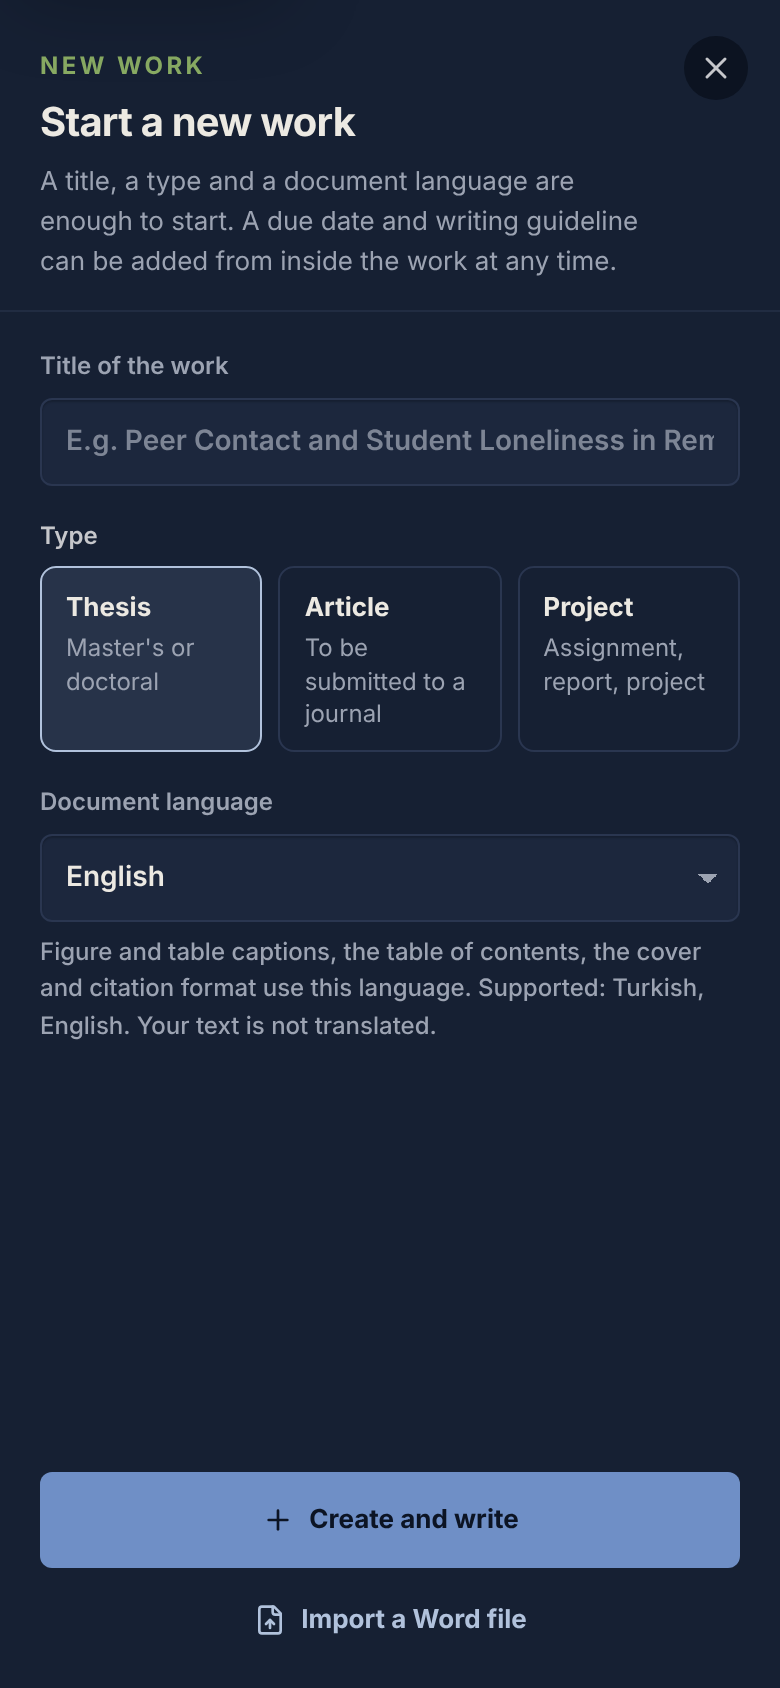 NEW WORK
Start a new work
A title, a type and a document language are
enough to start. A due date and writing guideline
can be added from inside the work at any time.
Title of the work
E.g. Peer Contact and Student Loneliness in Rem
Type
Thesis
Master's or
doctoral
Article
To be
submitted to a
journal
Project
Assignment,
report, project
Document language
English
Figure and table captions, the table of contents, the cover
and citation format use this language. Supported: Turkish,
English. Your text is not translated.
Create and write
Import a Word file